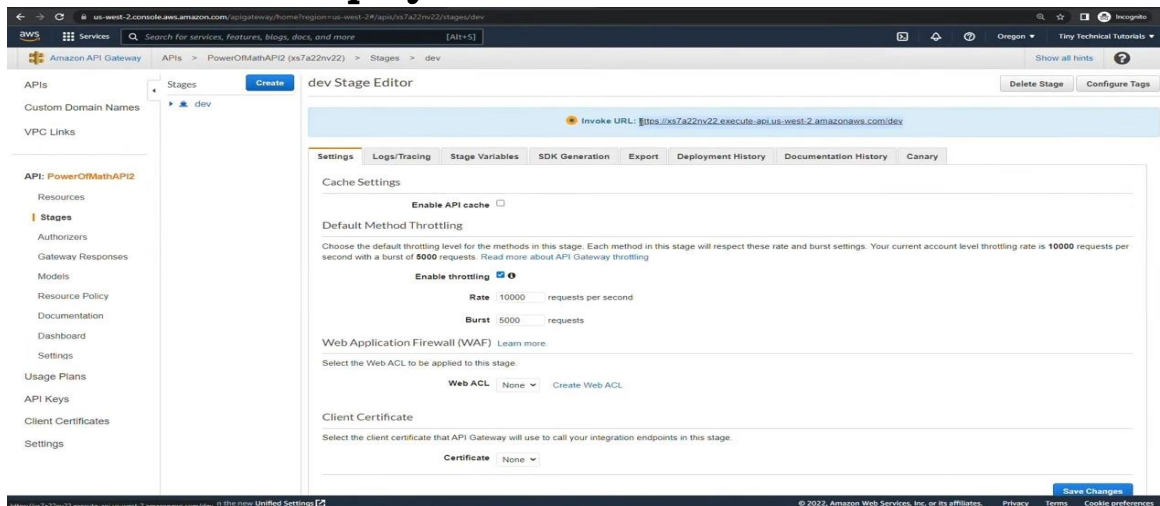 us-west-2.console.aws.amazon.com/apigateway/home?region=us-west-2#/apis/xs7a22nv22/stages/dev
Incognito
aws Services Search for services, features, blogs, docs, and more [Alt+S] Oregon Tiny Technical Tutorials
Amazon API Gateway APIs > PowerOfMathAPI2 (xs7a22nv22) > Stages > dev Show all hints ?
APIs
Custom Domain Names
VPC Links
API: PowerOfMathAPI2
Resources
Stages
Authorizers
Gateway Responses
Models
Resource Policy
Documentation
Dashboard
Settings
Usage Plans
API Keys
Client Certificates
Settings
Stages Create
dev
dev Stage Editor Delete Stage Configure Tags
Invoke URL: https://xs7a22nv22.execute-api.us-west-2.amazonaws.com/dev
Settings Logs/Tracing Stage Variables SDK Generation Export Deployment History Documentation History Canary
Cache Settings
Enable API cache
Default Method Throttling
Choose the default throttling level for the methods in this stage. Each method in this stage will respect these rate and burst settings. Your current account level throttling rate is 10000 requests per
second with a burst of 5000 requests. Read more about API Gateway throttling
Enable throttling
Rate 10000 requests per second
Burst 5000 requests
Web Application Firewall (WAF) Learn more.
Select the Web ACL to be applied to this stage.
Web ACL None Create Web ACL
Client Certificate
Select the client certificate that API Gateway will use to call your integration endpoints in this stage.
Certificate None
Save Changes
n the new Unified Settings © 2022, Amazon Web Services, Inc. or its affiliates. Privacy Terms Cookie preferences